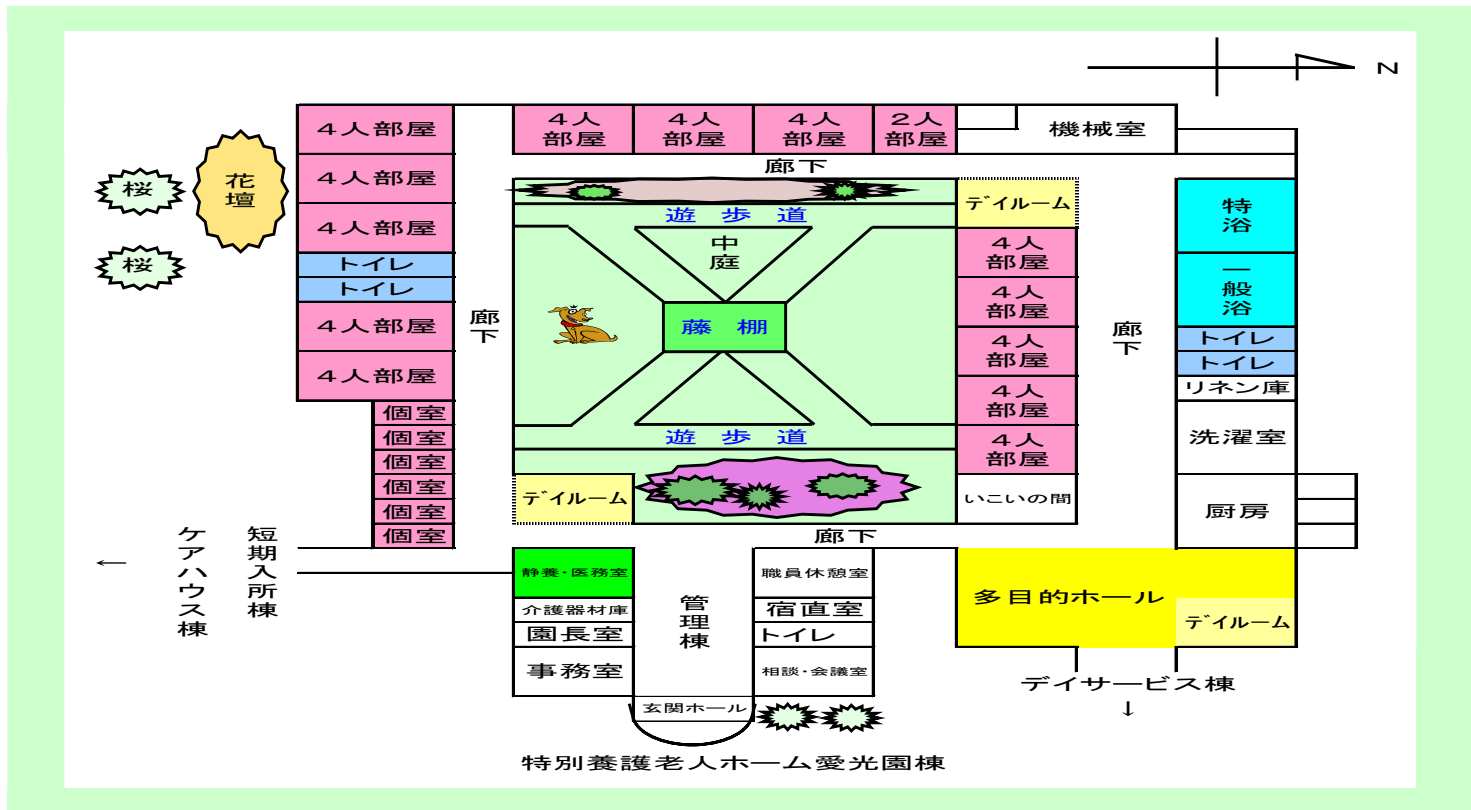 N
4人部屋
4人
部屋
4人
部屋
4人
部屋
2人
部屋
機械室
廊下
桜
花壇
4人部屋
遊歩道
デイルーム
特浴
4人部屋
中庭
4人
部屋
桜
トイレ
トイレ
一般浴
4人
部屋
廊下
4人部屋
藤棚
4人
部屋
廊下
トイレ
トイレ
4人部屋
4人
部屋
リネン庫
個室
個室
遊歩道
4人
部屋
洗濯室
個室
個室
デイルーム
いこいの間
厨房
個室
個室
廊下
←
ケアハウス棟
短期入所棟
静養・医務室
管理棟
職員休憩室
多目的ホール
介護器材庫
宿直室
園長室
トイレ
デイルーム
事務室
相談・会議室
デイサービス棟
↓
玄関ホール
特別養護老人ホーム愛光園棟